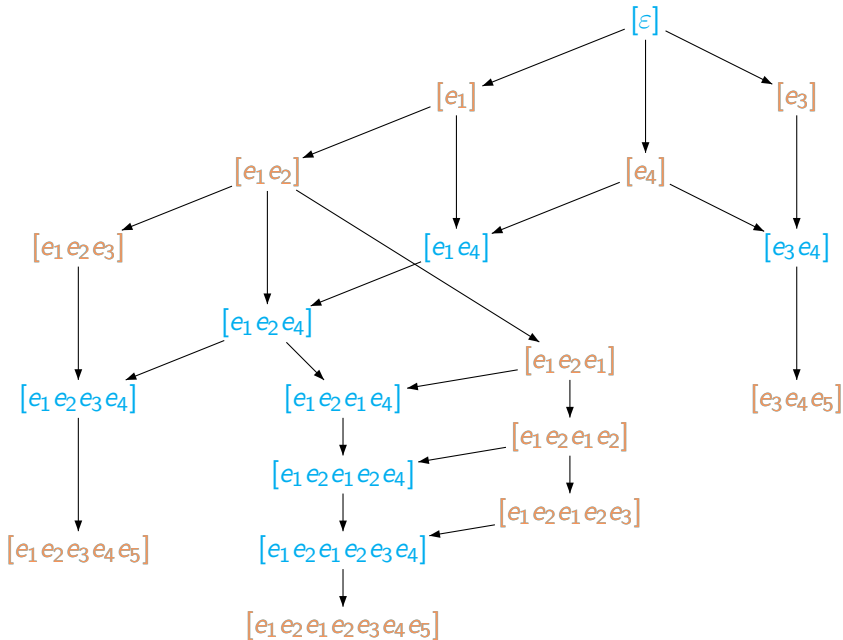 [ε]
[e₁]
[e₃]
[e₁e₂]
[e₄]
[e₁e₂e₃]
[e₁e₄]
[e₃e₄]
[e₁e₂e₄]
[e₁e₂e₁]
[e₁e₂e₃e₄]
[e₁e₂e₁e₄]
[e₃e₄e₅]
[e₁e₂e₁e₂]
[e₁e₂e₁e₂e₄]
[e₁e₂e₁e₂e₃]
[e₁e₂e₃e₄e₅]
[e₁e₂e₁e₂e₃e₄]
[e₁e₂e₁e₂e₃e₄e₅]